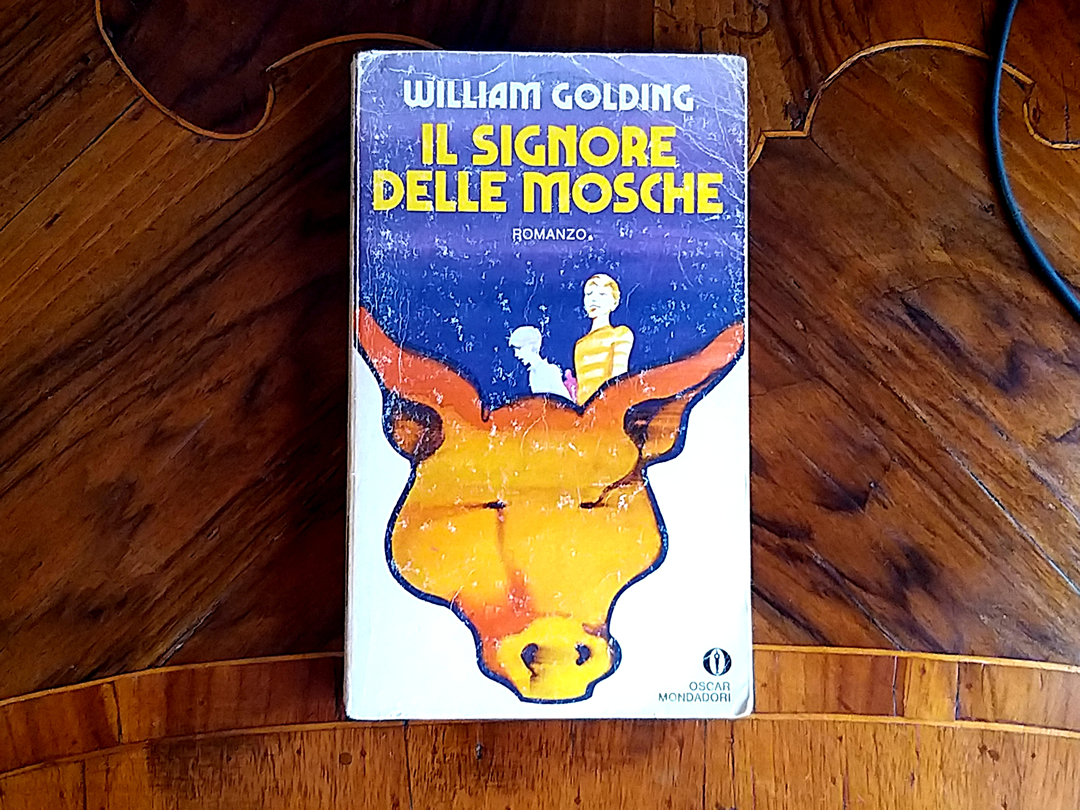 WILLIAM GOLDING
IL SIGNORE
DELLE MOSCHE
ROMANZO
OSCAR
MONDADORI